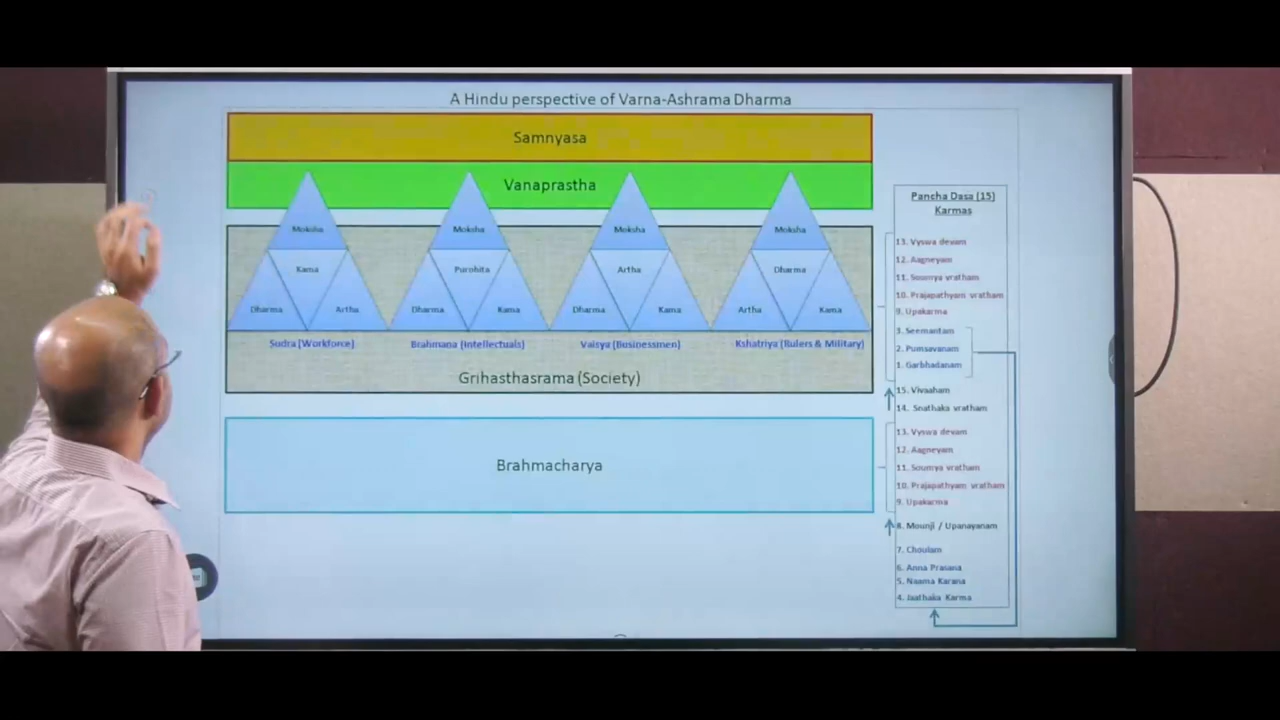 A Hindu perspective of Varna-Ashrama Dharma
Samnyasa
Vanaprastha
Moksha Moksha Moksha Moksha
Kama Purohita Artha Dharma
Dharma Artha Dharma Kama Dharma Kama Artha Kama
Sudra (Workforce) Brahmana (Intellectuals) Vaisya (Businessmen) Kshatriya (Rulers & Military)
Grihasthasrama (Society)
Brahmacharya
Pancha Dasa (15)
Karmas
13. Vyswa devam
12. Aagneyam
11. Soumya vratham
10. Prajapathyam vratham
9. Upakarma
3. Seemantam
2. Pumsavanam
1. Garbhadanam
15. Vivaaham
14. Snathaka vratham
13. Vyswa devam
12. Aagneyam
11. Soumya vratham
10. Prajapathyam vratham
9. Upakarma
8. Mounji / Upanayanam
7. Choulam
6. Anna Prasana
5. Naama Karana
4. Jaathaka Karma